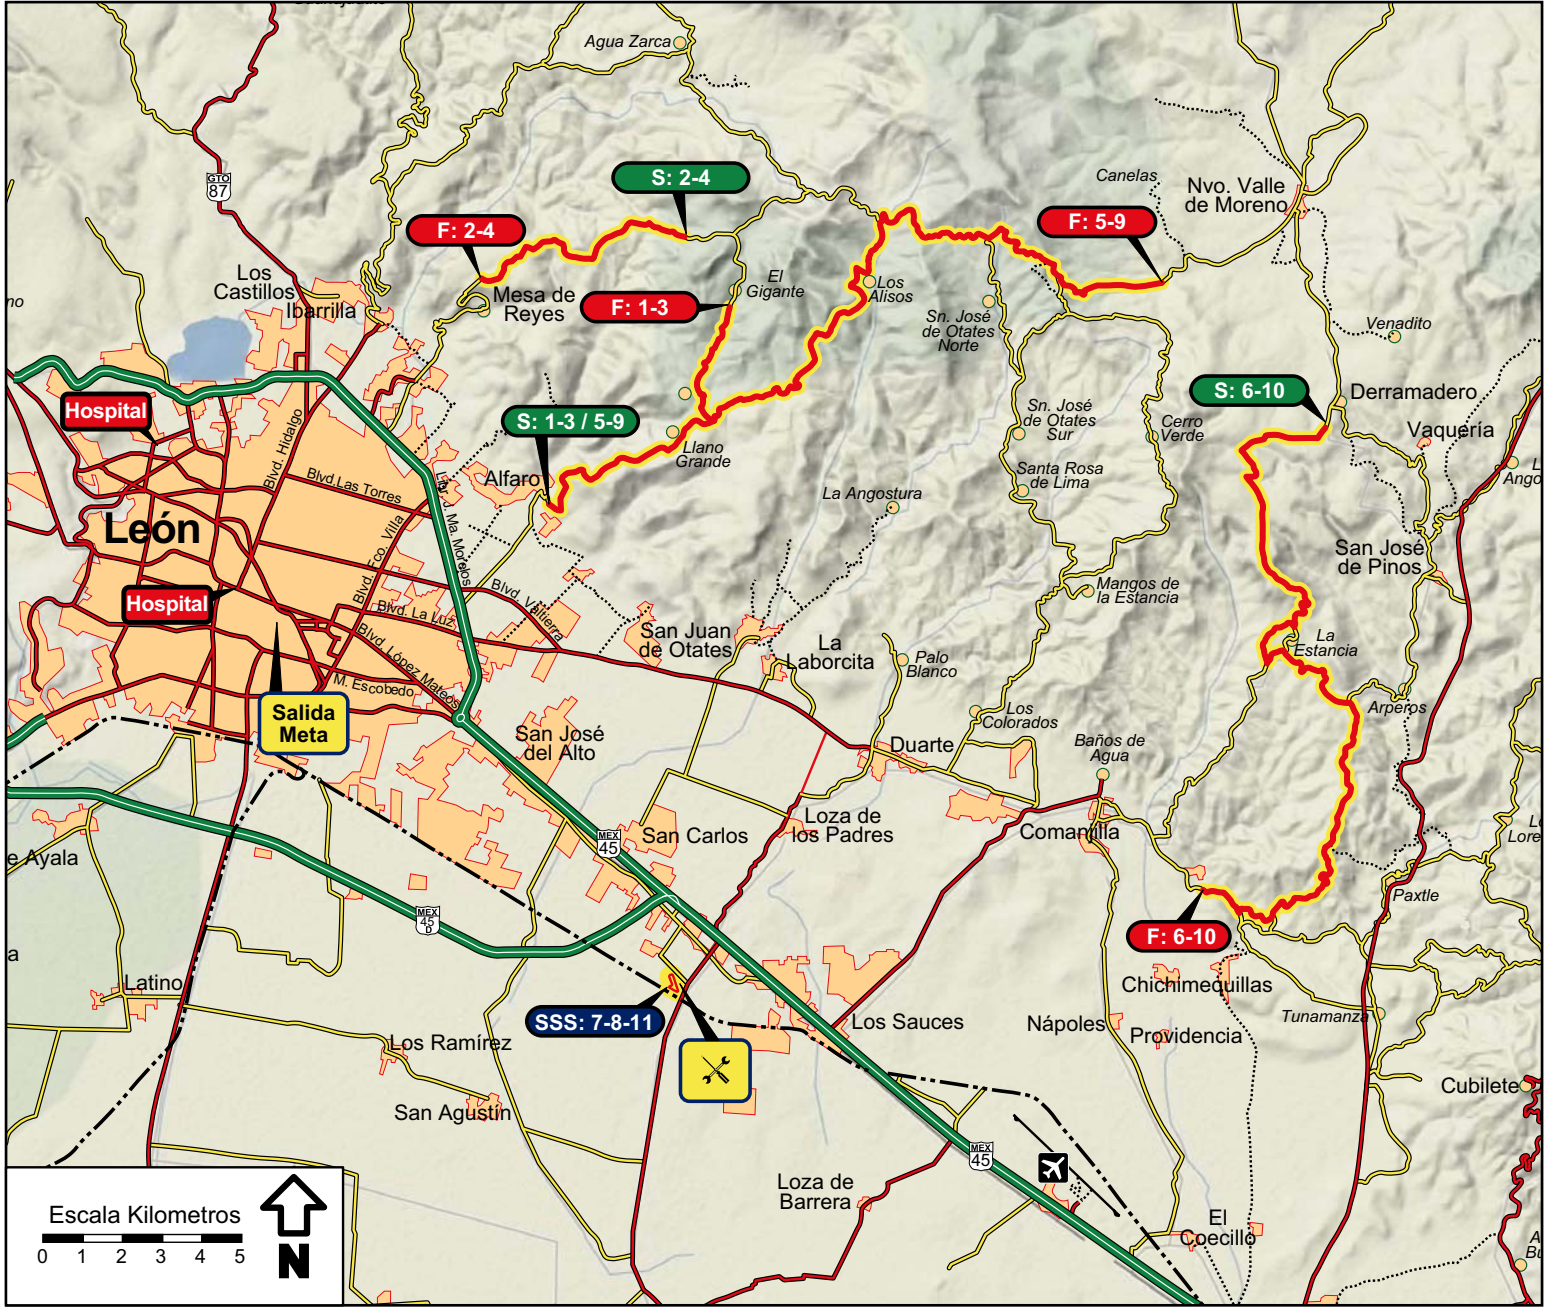 Agua Zarca
GTO
87
S: 2-4
Canelas
Nvo. Valle
de Moreno
F: 2-4
F: 5-9
Los
Castillos
Ibarrilla
El
Gigante
Mesa de
Reyes
F: 1-3
Los
Alisos
no
Sn. José
de Otates
Norte
Venadito
S: 6-10
Derramadero
Hospital
S: 1-3 / 5-9
Sn. José
de Otates
Sur
Cerro
Verde
Vaquería
Blvd. Hidalgo
Llano
Grande
Alfaro
Blvd Las Torres
Santa Rosa
de Lima
La Angostura
León
Blvd. Fco. Villa
Lbr. J. Ma. Morelos
San José
de Pinos
Hospital
Blvd. La Luz
Blvd. Valtierra
Mangos de
la Estancia
San Juan
de Otates
La
Laborcita
La
Estancia
Blvd. López Mateos
Palo
Blanco
M. Escobedo
Salida
Meta
Los
Colorados
Arperos
San José
del Alto
Duarte
Baños de
Agua
MEX
45
San Carlos
Loza de
los Padres
Comanjilla
e Ayala
Paxtle
MEX
45
D
F: 6-10
a
Latino
Chichimequillas
SSS: 7-8-11
Los Sauces
Nápoles
Tunamanza
Providencia
Los Ramírez
Cubilete
San Agustín
MEX
45
Loza de
Barrera
El
Coecillo
Escala Kilometros
0 1 2 3 4 5
N